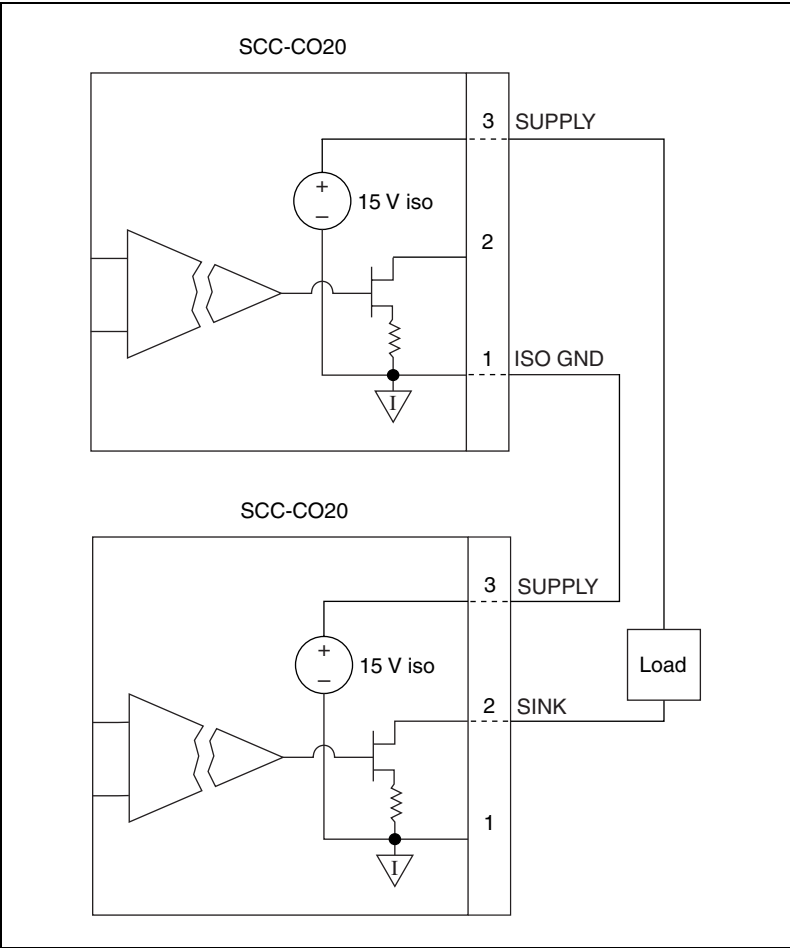 SCC-CO20
3 SUPPLY
+
15 V iso
–
2
1 ISO GND
I
SCC-CO20
3 SUPPLY
+
15 V iso
–
Load
2 SINK
1
I